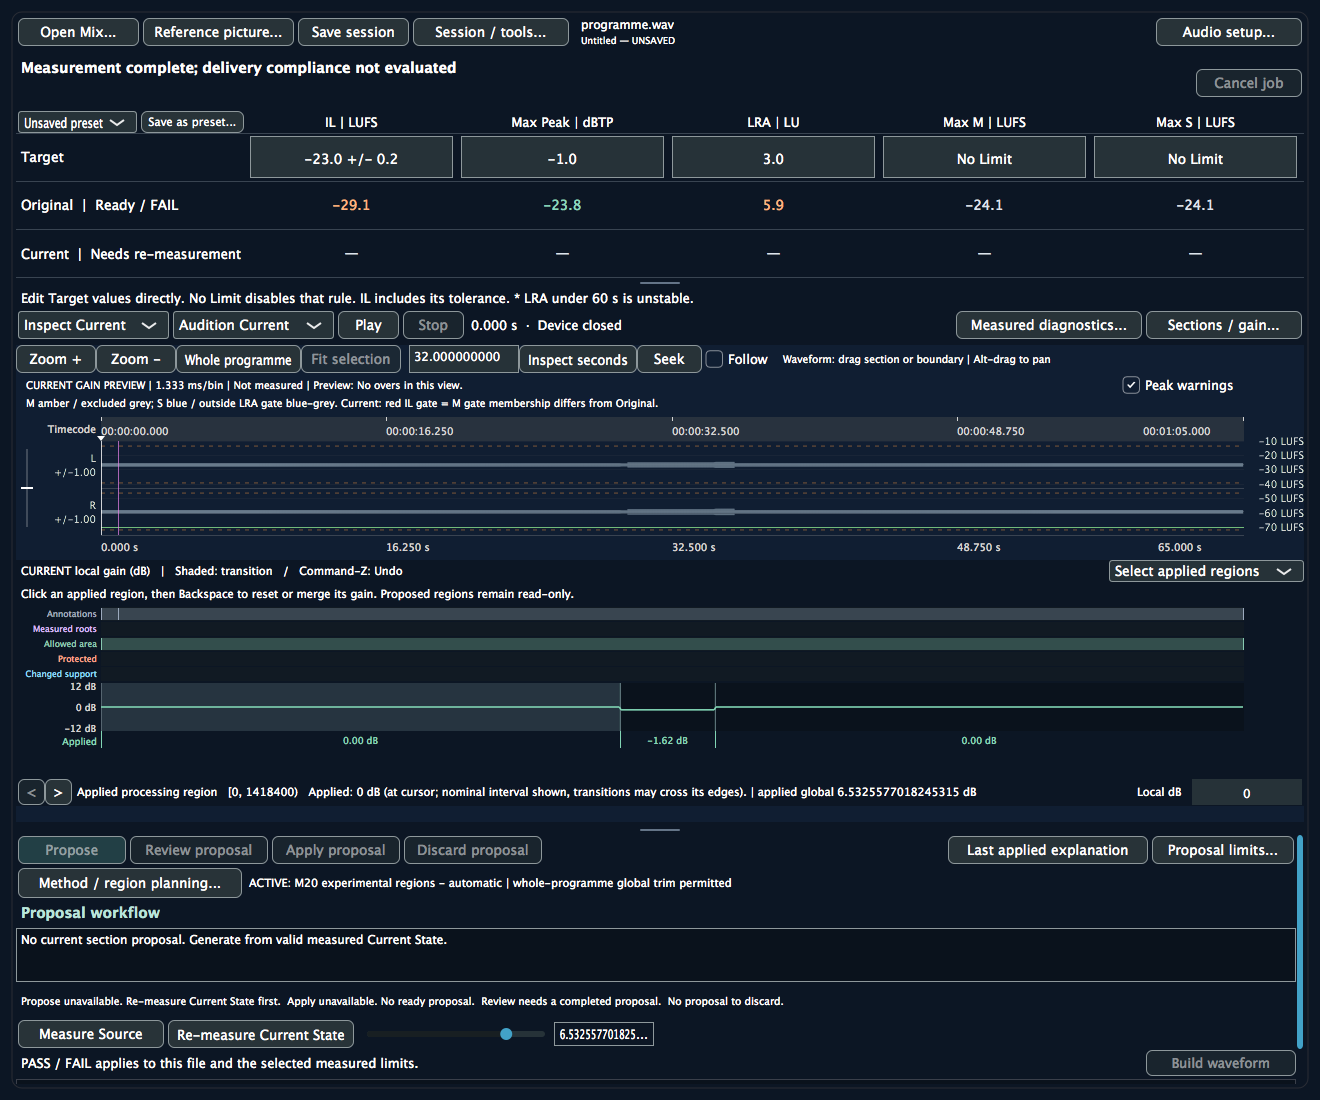 Open Mix... Reference picture... Save session Session / tools... programme.wav Audio setup...
Untitled — UNSAVED
Measurement complete; delivery compliance not evaluated
Cancel job
Unsaved preset Save as preset... IL | LUFS Max Peak | dBTP LRA | LU Max M | LUFS Max S | LUFS
Target −23.0 +/− 0.2 −1.0 3.0 No Limit No Limit
Original | Ready / FAIL −29.1 −23.8 5.9 −24.1 −24.1
Current | Needs re-measurement — — — — —
Edit Target values directly. No Limit disables that rule. IL includes its tolerance. * LRA under 60 s is unstable.
Inspect Current Audition Current Play Stop 0.000 s · Device closed Measured diagnostics... Sections / gain...
Zoom + Zoom − Whole programme Fit selection 32.000000000 Inspect seconds Seek Follow Waveform: drag section or boundary | Alt-drag to pan
CURRENT GAIN PREVIEW | 1.333 ms/bin | Not measured | Preview: No overs in this view. Peak warnings
M amber / excluded grey; S blue / outside LRA gate blue-grey. Current: red IL gate = M gate membership differs from Original.
Timecode 00:00:00.000 00:00:16.250 00:00:32.500 00:00:48.750 00:01:05.000
−10 LUFS
−20 LUFS
L
+/−1.00 −30 LUFS
−40 LUFS
−50 LUFS
R
+/−1.00 −60 LUFS
−70 LUFS
0.000 s 16.250 s 32.500 s 48.750 s 65.000 s
CURRENT local gain (dB) | Shaded: transition / Command-Z: Undo Select applied regions
Click an applied region, then Backspace to reset or merge its gain. Proposed regions remain read-only.
Annotations
Measured roots
Allowed area
Protected
Changed support
12 dB
0 dB
−12 dB
Applied 0.00 dB −1.62 dB 0.00 dB
< > Applied processing region [0, 1418400) Applied: 0 dB (at cursor; nominal interval shown, transitions may cross its edges). | applied global 6.5325577018245315 dB Local dB 0
Propose Review proposal Apply proposal Discard proposal Last applied explanation Proposal limits...
Method / region planning... ACTIVE: M20 experimental regions − automatic | whole-programme global trim permitted
Proposal workflow
No current section proposal. Generate from valid measured Current State.
Propose unavailable. Re-measure Current State first. Apply unavailable. No ready proposal. Review needs a completed proposal. No proposal to discard.
Measure Source Re-measure Current State 6.532557701825...
PASS / FAIL applies to this file and the selected measured limits. Build waveform